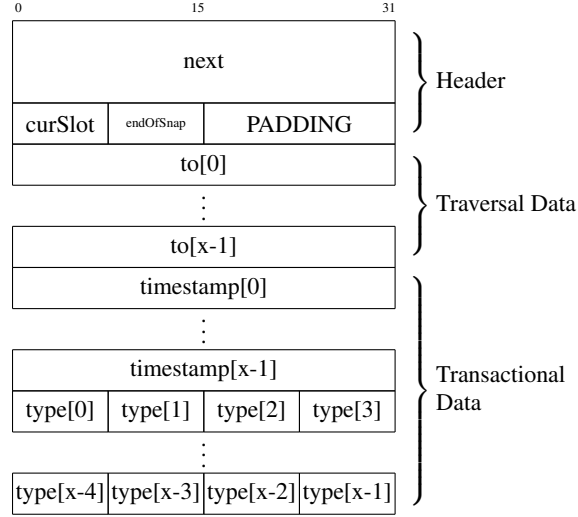 0 15 31
next
Header
curSlot endOfSnap PADDING
to[0]
⋮
Traversal Data
to[x-1]
timestamp[0]
⋮
timestamp[x-1]
Transactional
Data
type[0] type[1] type[2] type[3]
⋮
type[x-4] type[x-3] type[x-2] type[x-1]